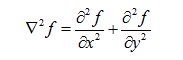 ∇²f = ∂²f/∂x² + ∂²f/∂y²